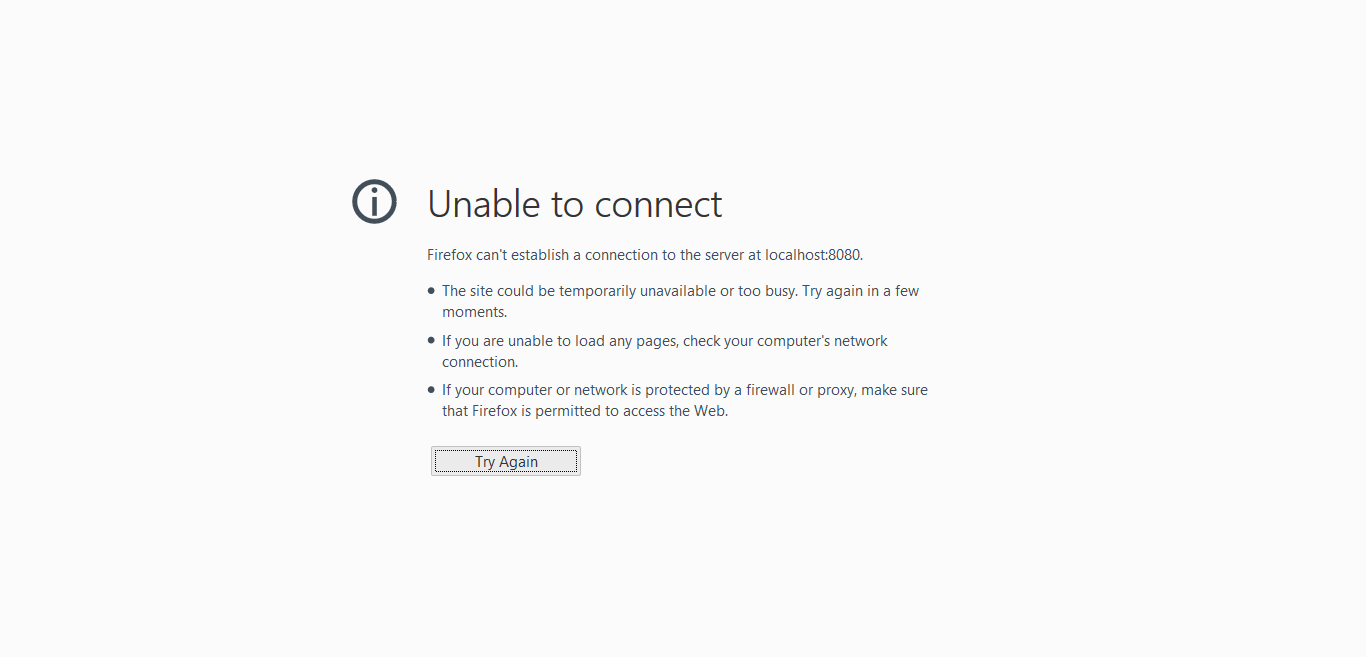 Unable to connect
Firefox can't establish a connection to the server at localhost:8080.
● The site could be temporarily unavailable or too busy. Try again in a few
moments.
● If you are unable to load any pages, check your computer's network
connection.
● If your computer or network is protected by a firewall or proxy, make sure
that Firefox is permitted to access the Web.
Try Again